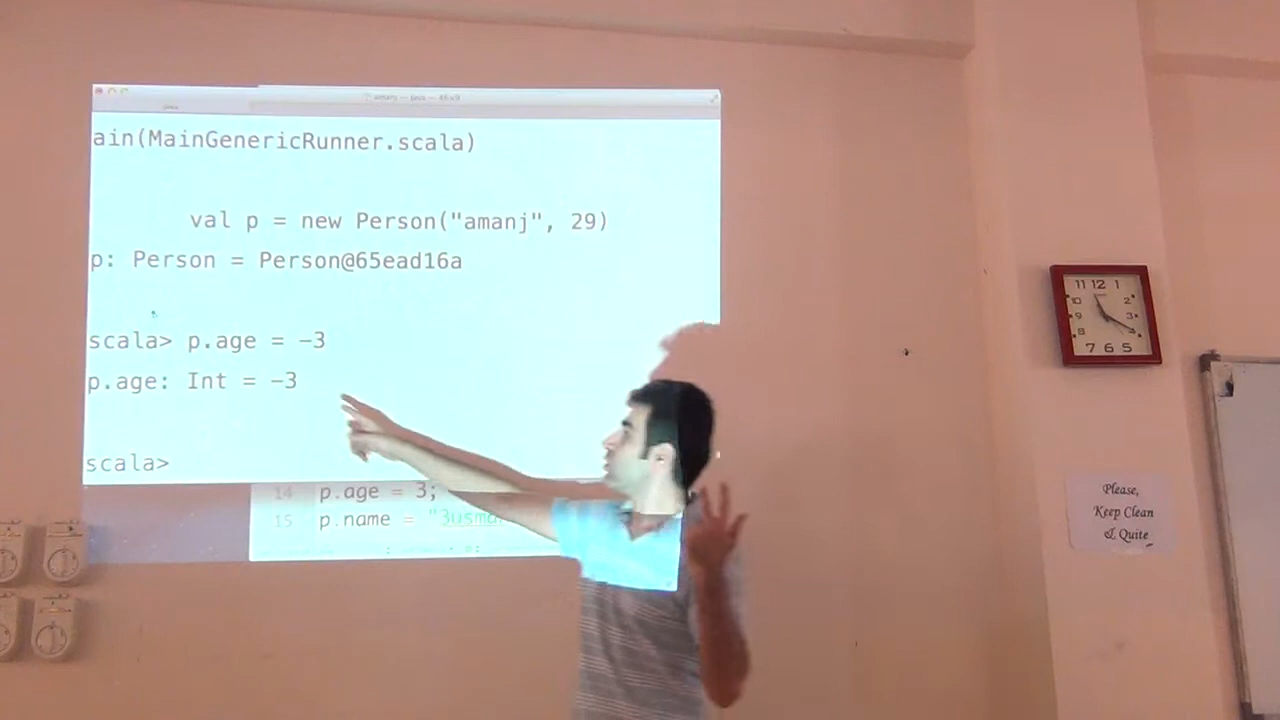 ain(MainGenericRunner.scala)
val p = new Person("amanj", 29)
p: Person = Person@65ead16a
scala> p.age = -3
p.age: Int = -3
scala>
14 p.age = 3;
15 p.name =
11 12 1
10 2
9 3
8 4
7 6 5
Please,
Keep Clean
& Quite